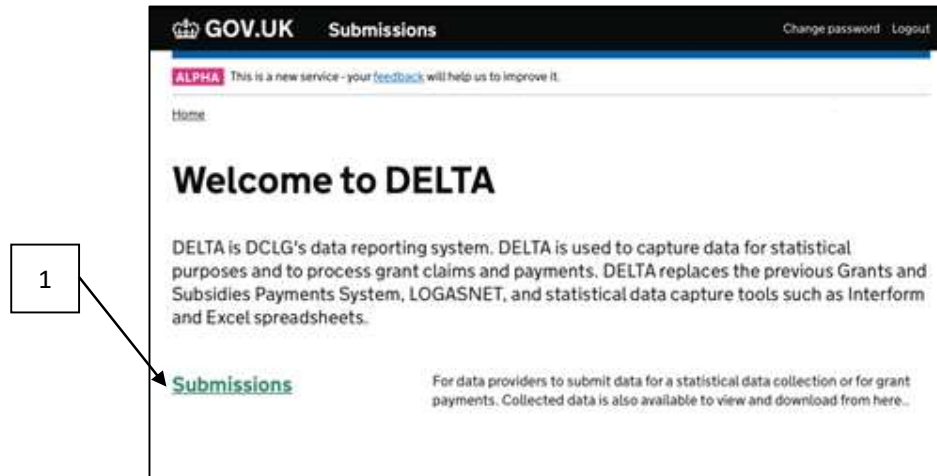 GOV.UK Submissions Change password Logout
ALPHA This is a new service - your feedback will help us to improve it.
Home
Welcome to DELTA
DELTA is DCLG's data reporting system. DELTA is used to capture data for statistical
purposes and to process grant claims and payments. DELTA replaces the previous Grants and
Subsidies Payments System, LOGASNET, and statistical data capture tools such as Interform
and Excel spreadsheets.
1
Submissions
For data providers to submit data for a statistical data collection or for grant
payments. Collected data is also available to view and download from here..